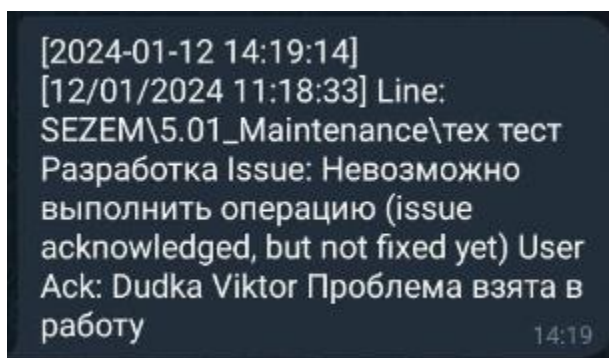 [2024-01-12 14:19:14]
[12/01/2024 11:18:33] Line:
SEZEM\5.01_Maintenance\тех тест
Разработка Issue: Невозможно
выполнить операцию (issue
acknowledged, but not fixed yet) User
Ack: Dudka Viktor Проблема взята в
работу
14:19